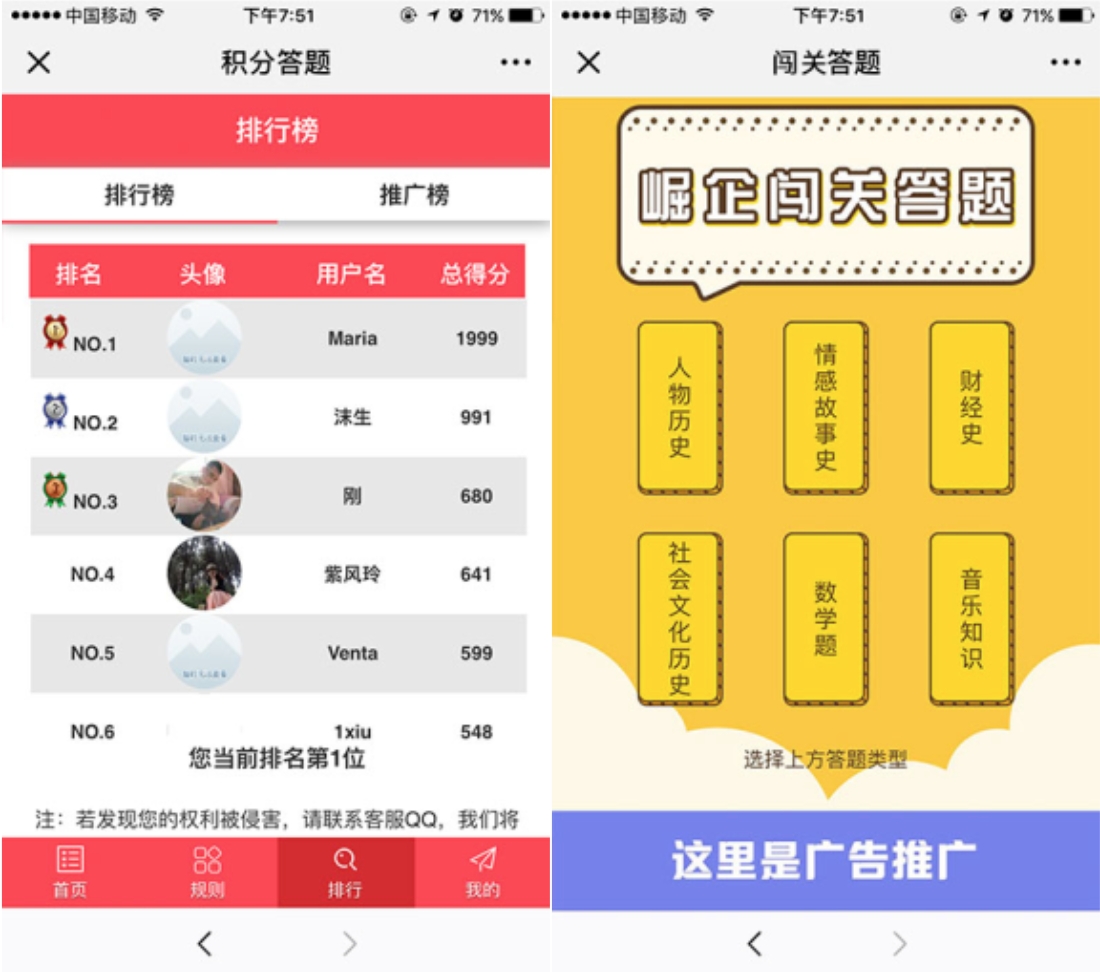 中国移动 下午7:51 71%
积分答题
排行榜
排行榜 推广榜
排名 头像 用户名 总得分
NO.1 Maria 1999
NO.2 沫生 991
NO.3 刚 680
NO.4 紫风玲 641
NO.5 Venta 599
NO.6 1xiu 548
您当前排名第1位
注：若发现您的权利被侵害，请联系客服QQ，我们将
首页 规则 排行 我的
中国移动 下午7:51 71%
闯关答题
崛企闯关答题
人物历史 情感故事史 财经史
社会文化历史 数学题 音乐知识
选择上方答题类型
这里是广告推广